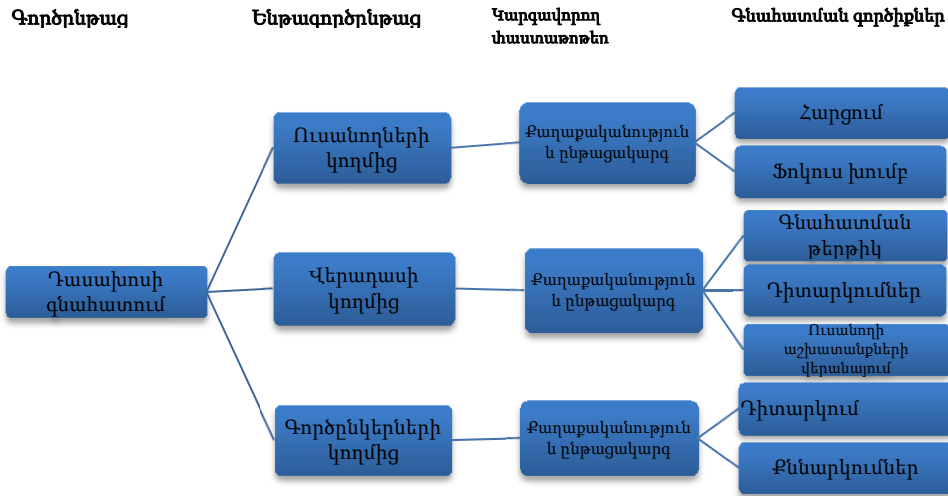 Գործընթաց
Ենթագործընթաց
Կարգավորող
փաստաթղթեր
Գնահատման գործիքներ
Դասախոսի
գնահատում
Ուսանողների
կողմից
Քաղաքականություն
և ընթացակարգ
Հարցում
Ֆոկուս խումբ
Վերադասի
կողմից
Քաղաքականություն
և ընթացակարգ
Գնահատման
թերթիկ
Դիտարկումներ
Ուսանողի
աշխատանքների
վերանայում
Գործընկերների
կողմից
Քաղաքականություն
և ընթացակարգ
Դիտարկում
Քննարկումներ